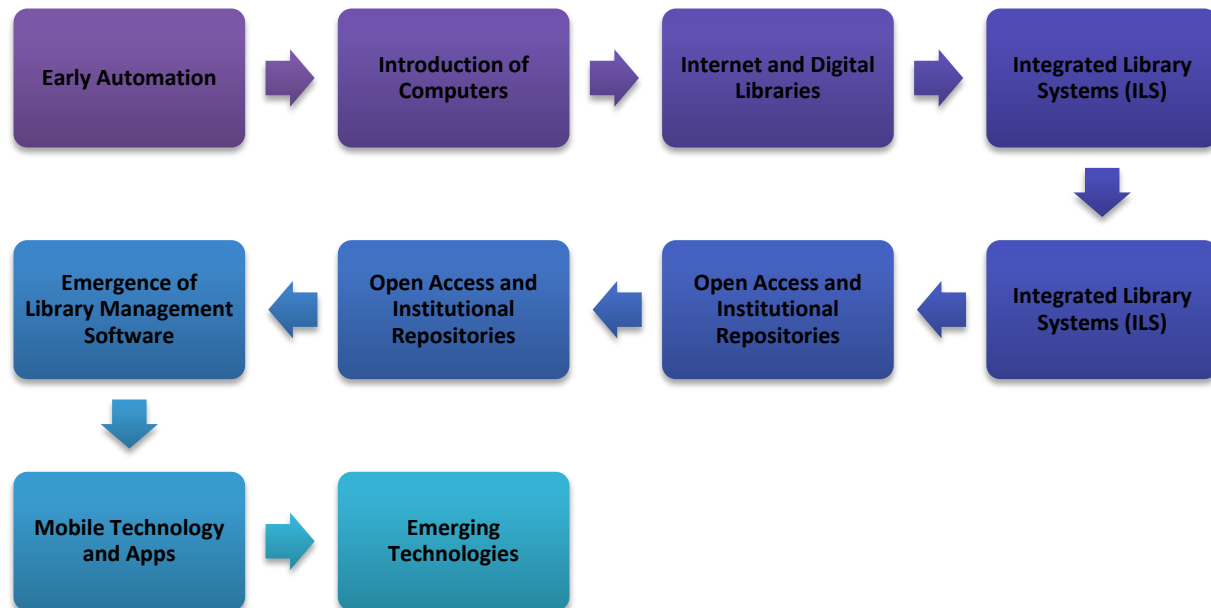 Early Automation
Introduction of
Computers
Internet and Digital
Libraries
Integrated Library
Systems (ILS)
Integrated Library
Systems (ILS)
Open Access and
Institutional
Repositories
Open Access and
Institutional
Repositories
Emergence of
Library Management
Software
Mobile Technology
and Apps
Emerging
Technologies